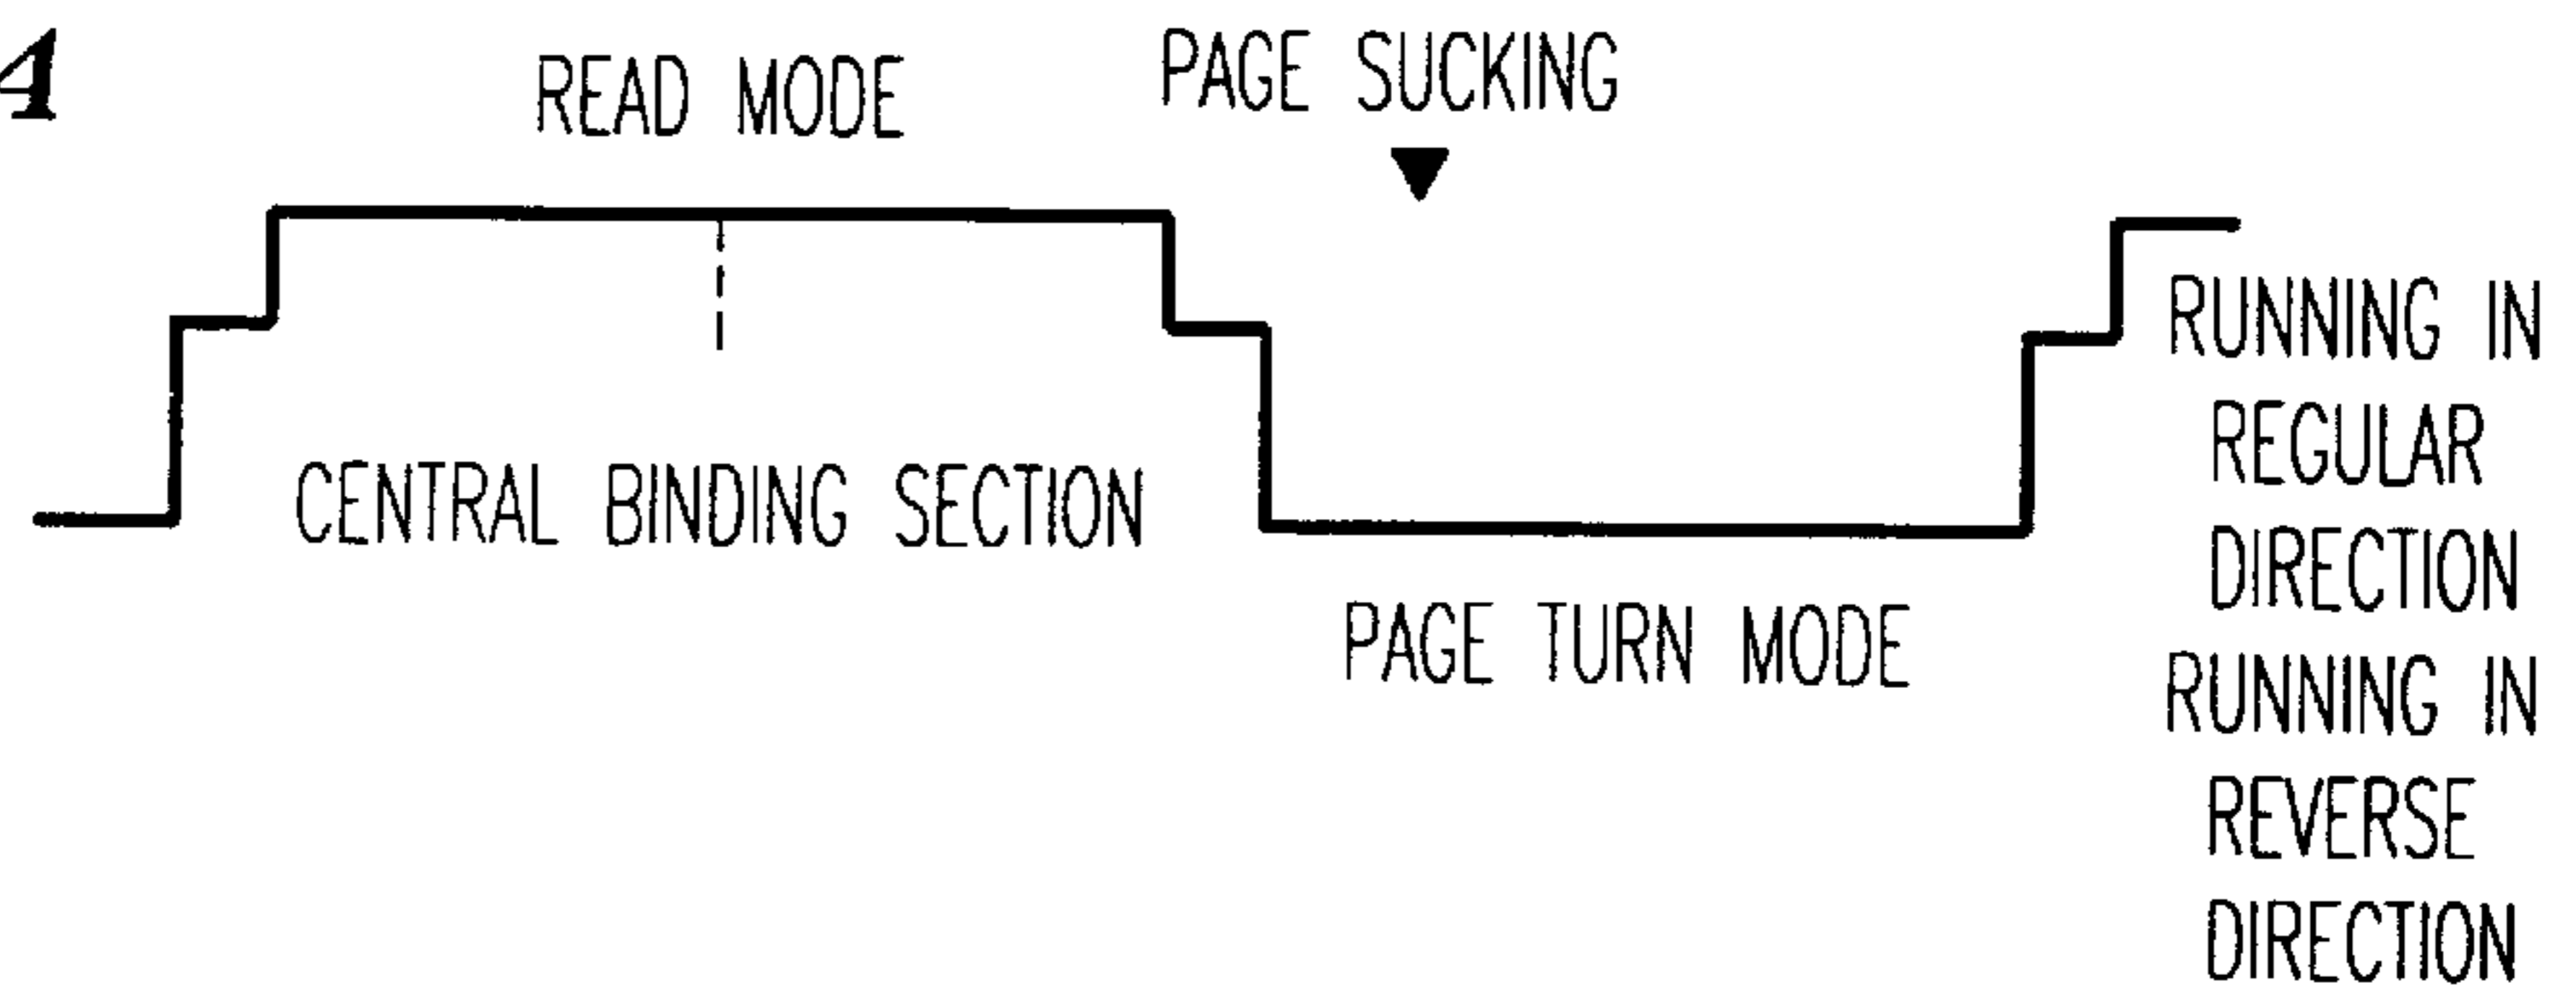 4
READ MODE
PAGE SUCKING
CENTRAL BINDING SECTION
PAGE TURN MODE
RUNNING IN
REGULAR
DIRECTION
RUNNING IN
REVERSE
DIRECTION